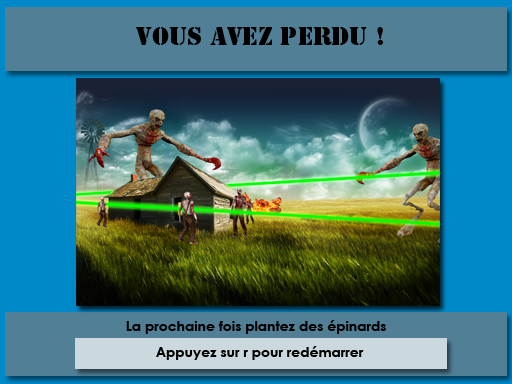 VOUS AVEZ PERDU !
La prochaine fois plantez des épinards
Appuyez sur r pour redémarrer